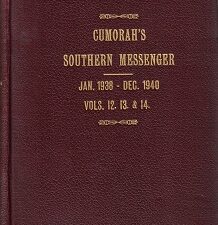 CUMORAH'S
SOUTHERN MESSENGER
JAN. 1938 - DEC. 1940
VOLS. 12. 13. & 14.